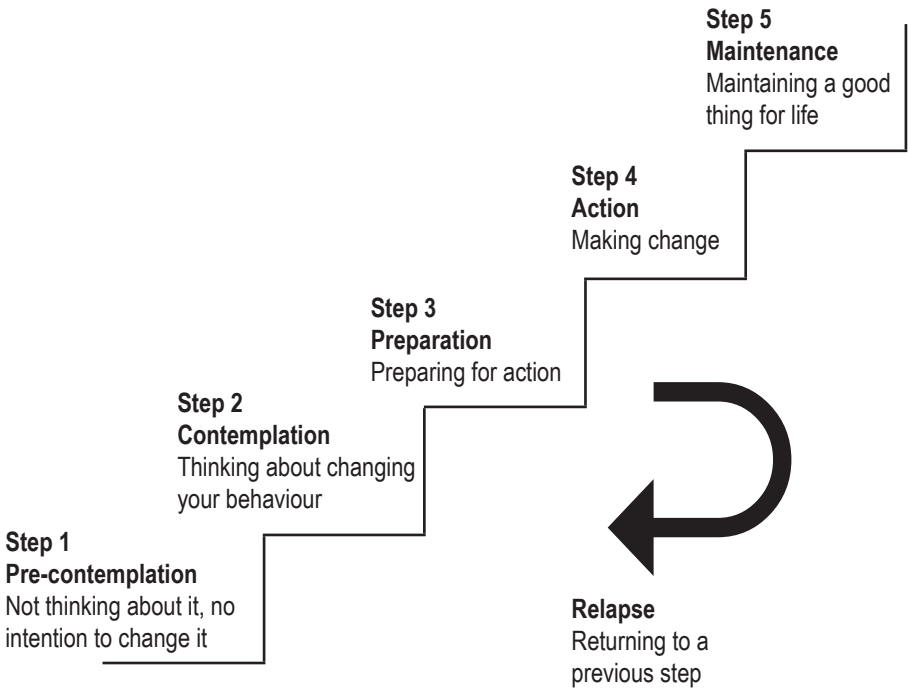 Step 1
Pre-contemplation
Not thinking about it, no
intention to change it
Step 2
Contemplation
Thinking about changing
your behaviour
Step 3
Preparation
Preparing for action
Step 4
Action
Making change
Step 5
Maintenance
Maintaining a good
thing for life
Relapse
Returning to a
previous step